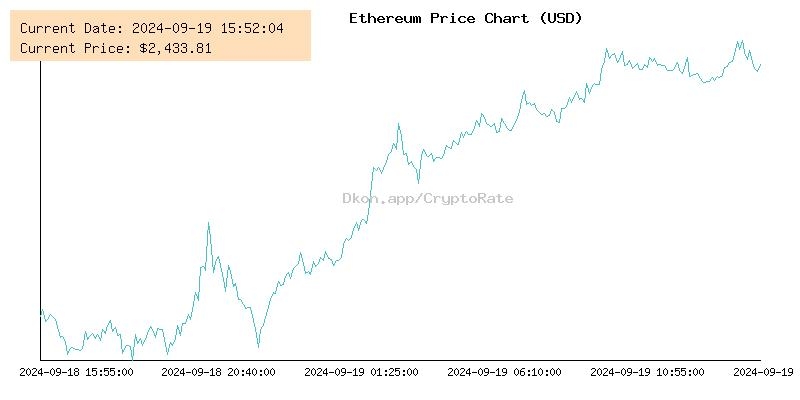 Ethereum Price Chart (USD)
Current Date: 2024-09-19 15:52:04
Current Price: $2,433.81
Dkon.app/CryptoRate
2024-09-18 15:55:00 2024-09-18 20:40:00 2024-09-19 01:25:00 2024-09-19 06:10:00 2024-09-19 10:55:00 2024-09-19